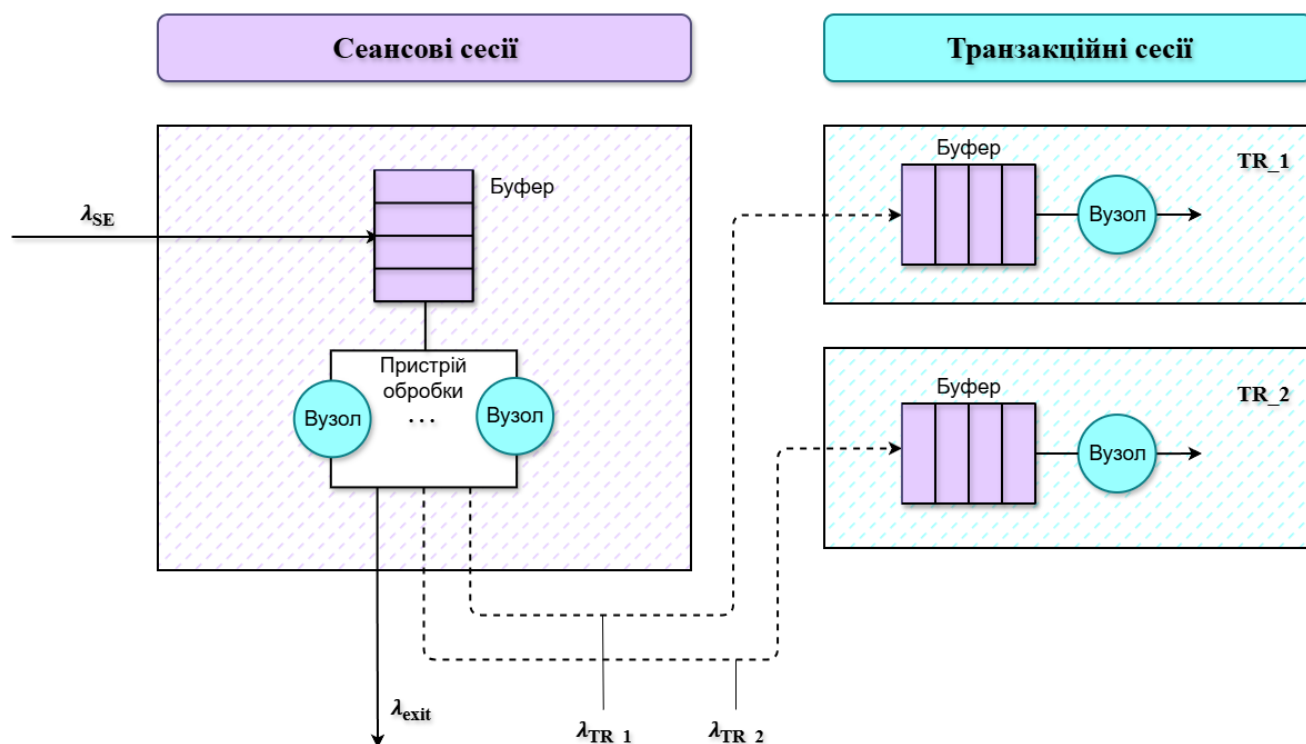 Сеансові сесії
Транзакційні сесії
λSE
Буфер
Пристрій
обробки
Вузол
...
Вузол
λexit
λTR_1
λTR_2
Буфер
TR_1
Вузол
Буфер
TR_2
Вузол